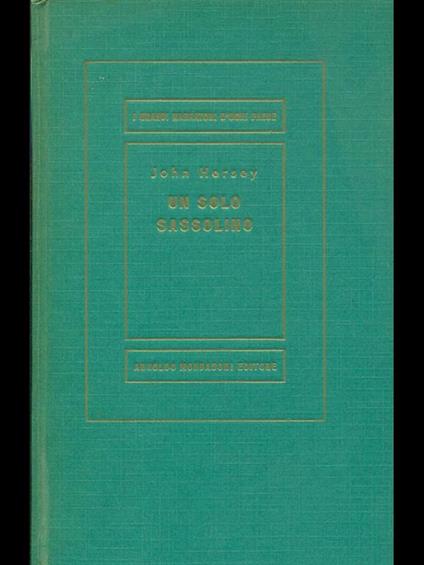 I GRANDI NARRATORI D'OGNI PAESE
John Hersey
UN SOLO
SASSOLINO
ARNOLDO MONDADORI EDITORE